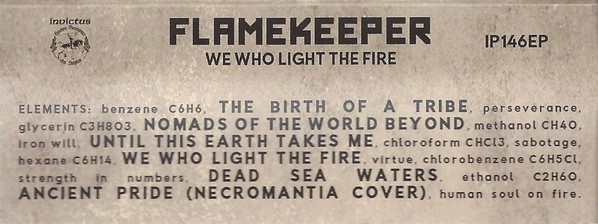 invictus
FLAMEKEEPER
IP146EP
WE WHO LIGHT THE FIRE
ELEMENTS: benzene C6H6, THE BIRTH OF A TRIBE, perseverance,
glycerin C3H8O3, NOMADS OF THE WORLD BEYOND, methanol CH4O,
iron will, UNTIL THIS EARTH TAKES ME, chloroform CHCl3, sabotage,
hexane C6H14, WE WHO LIGHT THE FIRE, virtue, chlorobenzene C6H5Cl,
strength in numbers, DEAD SEA WATERS, ethanol C2H6O,
ANCIENT PRIDE (NECROMANTIA COVER), human soul on fire.